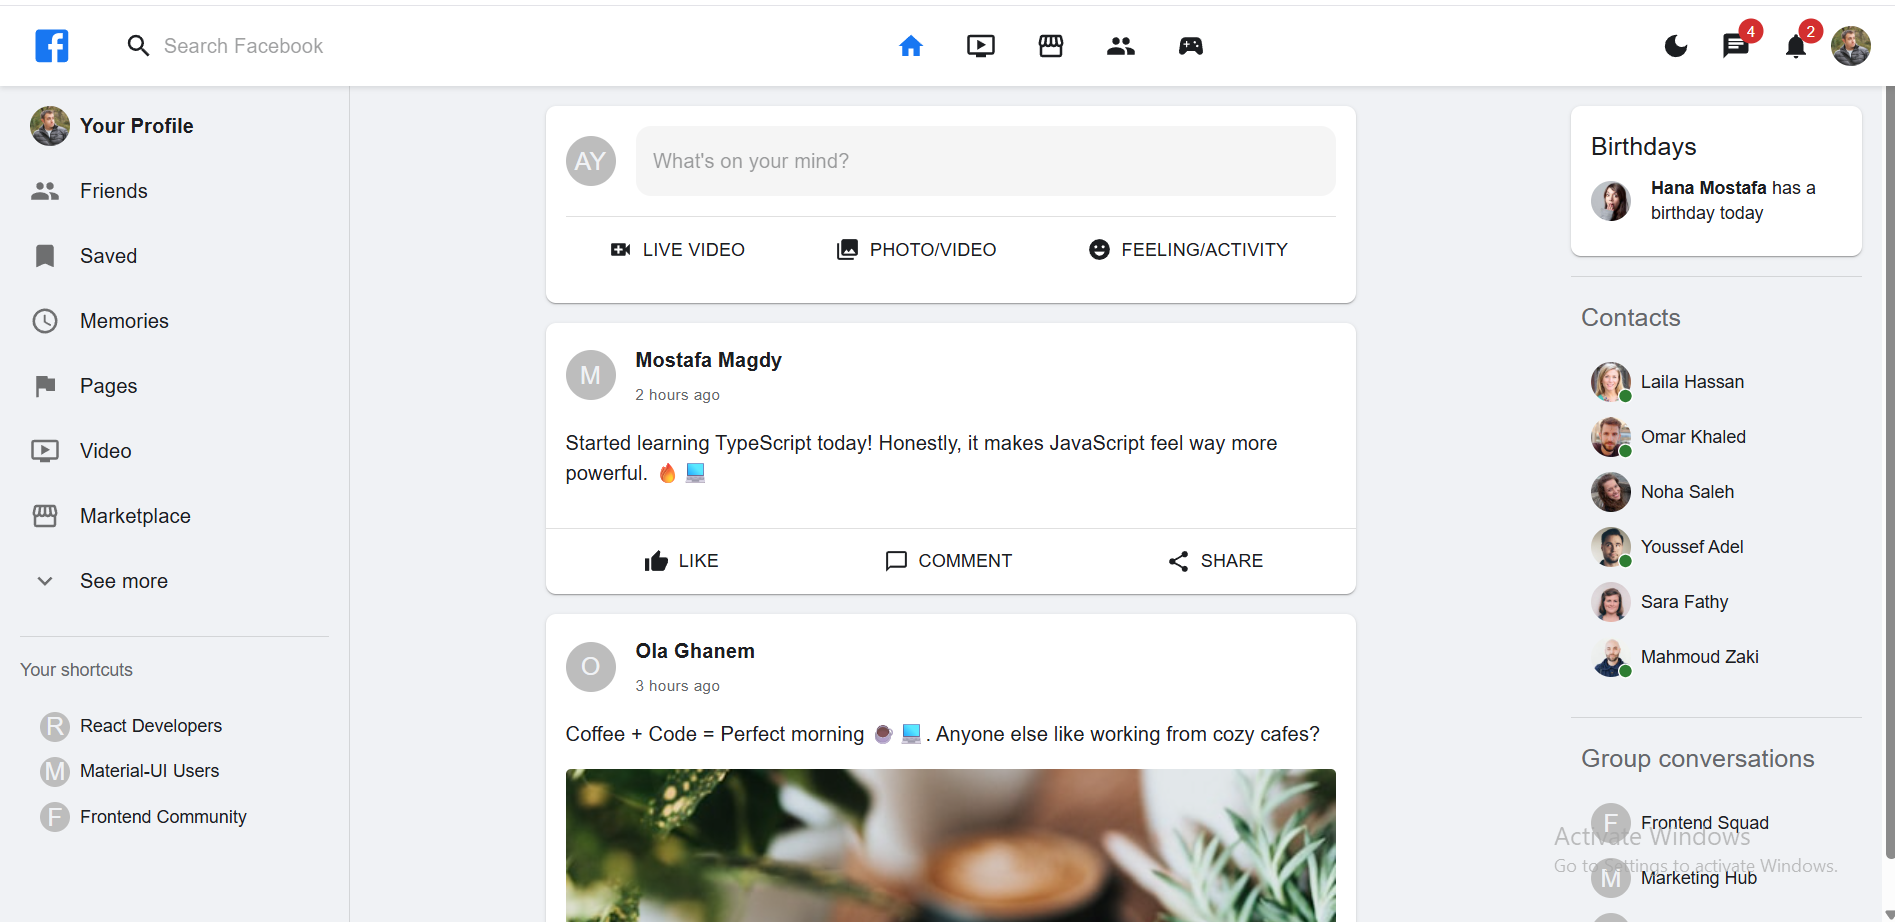 Search Facebook
4
2
Your Profile
Friends
Saved
Memories
Pages
Video
Marketplace
See more
Your shortcuts
R React Developers
M Material-UI Users
F Frontend Community
AY What's on your mind?
LIVE VIDEO PHOTO/VIDEO FEELING/ACTIVITY
M
Mostafa Magdy
2 hours ago
Started learning TypeScript today! Honestly, it makes JavaScript feel way more
powerful. 🔥 💻
LIKE COMMENT SHARE
O
Ola Ghanem
3 hours ago
Coffee + Code = Perfect morning ☕ 💻 . Anyone else like working from cozy cafes?
Birthdays
Hana Mostafa has a
birthday today
Contacts
Laila Hassan
Omar Khaled
Noha Saleh
Youssef Adel
Sara Fathy
Mahmoud Zaki
Group conversations
F Frontend Squad
M Marketing Hub
Activate Windows
Go to Settings to activate Windows.